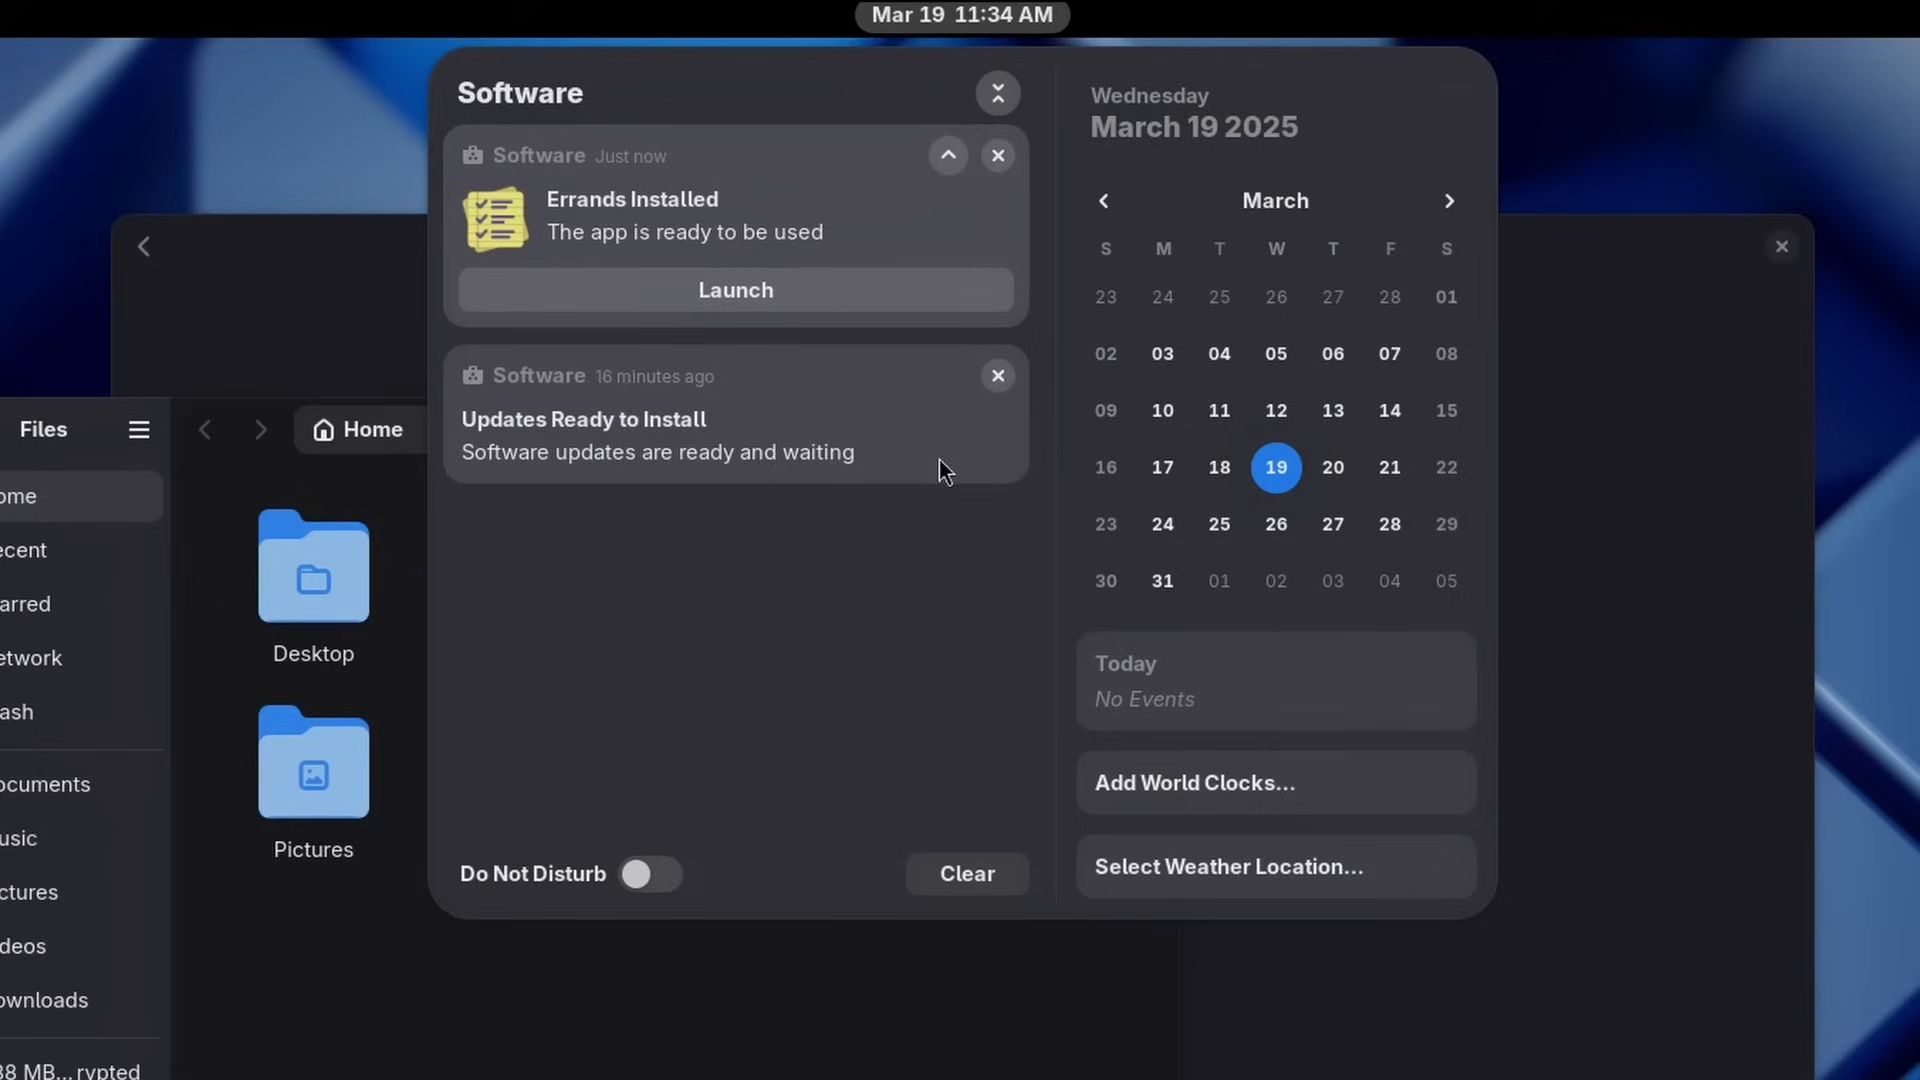 Mar 19 11:34 AM
Software
Software Just now
Errands Installed
The app is ready to be used
Launch
Software 16 minutes ago
Updates Ready to Install
Software updates are ready and waiting
Do Not Disturb
Clear
Wednesday
March 19 2025
March
S M T W T F S
23 24 25 26 27 28 01
02 03 04 05 06 07 08
09 10 11 12 13 14 15
16 17 18 19 20 21 22
23 24 25 26 27 28 29
30 31 01 02 03 04 05
Today
No Events
Add World Clocks...
Select Weather Location...
Files
Home
ome
ecent
arred
etwork
ash
ocuments
usic
ctures
deos
ownloads
38 MB... rypted
Desktop
Pictures